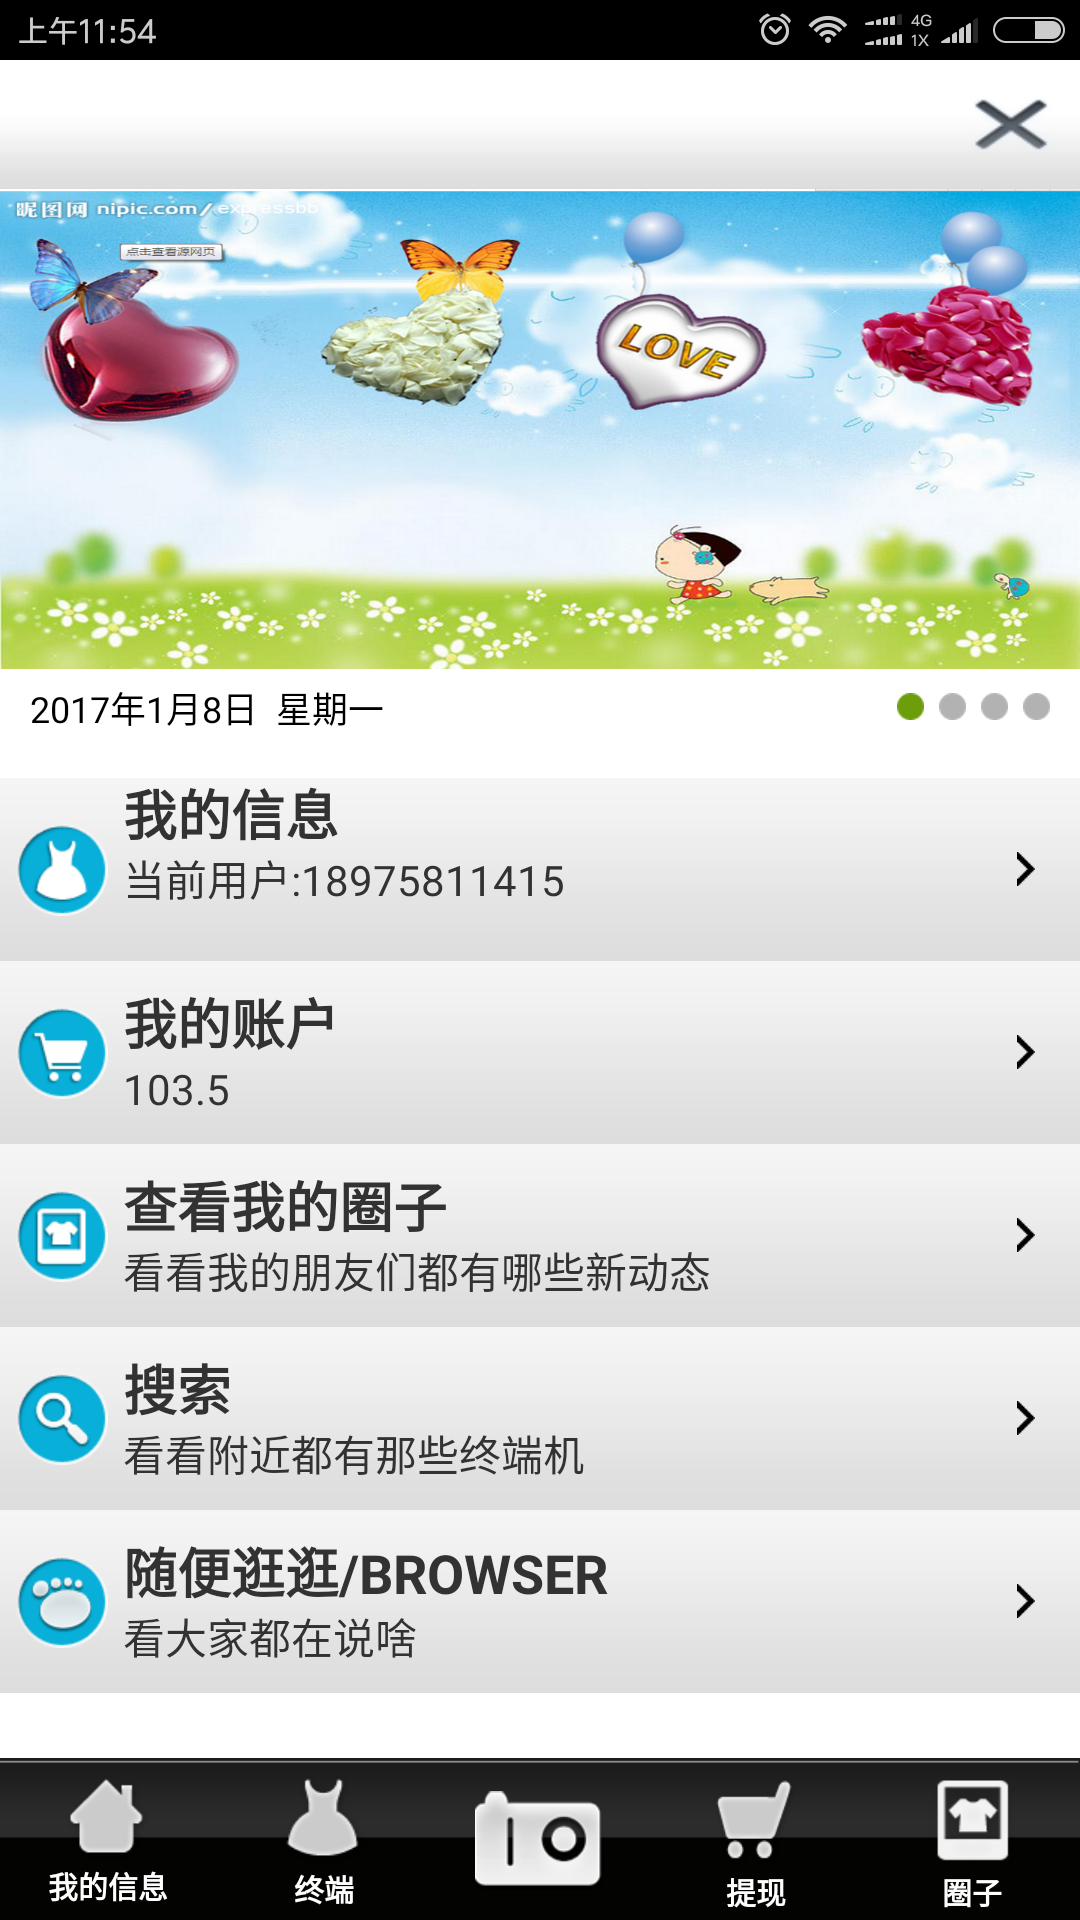 上午11:54
4G
1X
昵图网 nipic.com/expressbb
点击查看源网页
LOVE
2017年1月8日 星期一
我的信息
当前用户:18975811415
我的账户
103.5
查看我的圈子
看看我的朋友们都有哪些新动态
搜索
看看附近都有那些终端机
随便逛逛/BROWSER
看大家都在说啥
我的信息
终端
提现
圈子